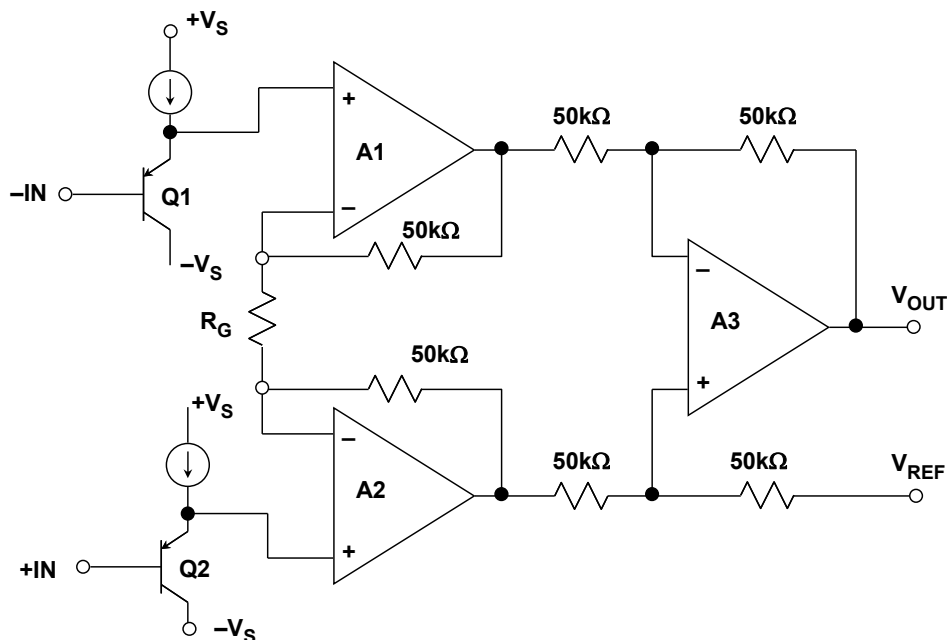 +VS
50kΩ
50kΩ
+
A1
–IN
Q1
–
50kΩ
–VS
–
VOUT
RG
A3
50kΩ
+
+VS
–
50kΩ
50kΩ
VREF
A2
+
+IN
Q2
–VS